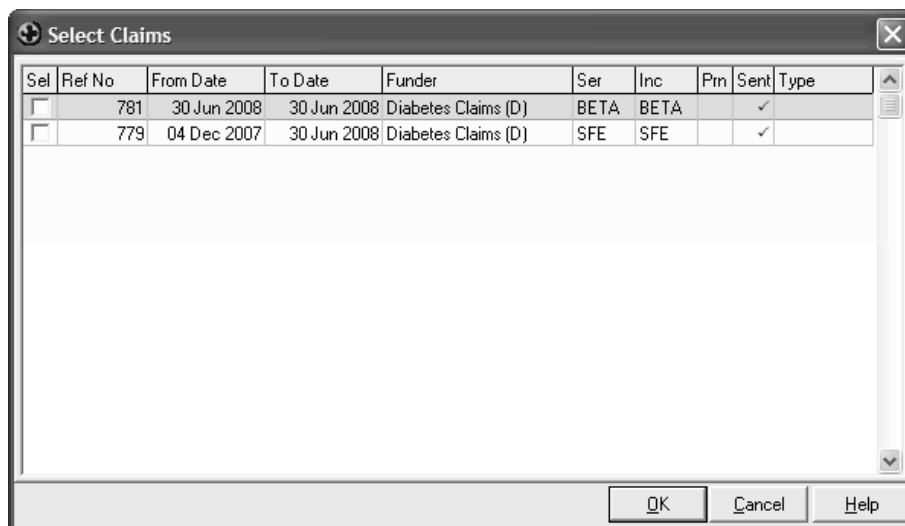 Select Claims
Sel Ref No From Date To Date Funder Ser Inc Prn Sent Type
781 30 Jun 2008 30 Jun 2008 Diabetes Claims (D) BETA BETA ✓
779 04 Dec 2007 30 Jun 2008 Diabetes Claims (D) SFE SFE ✓
OK Cancel Help